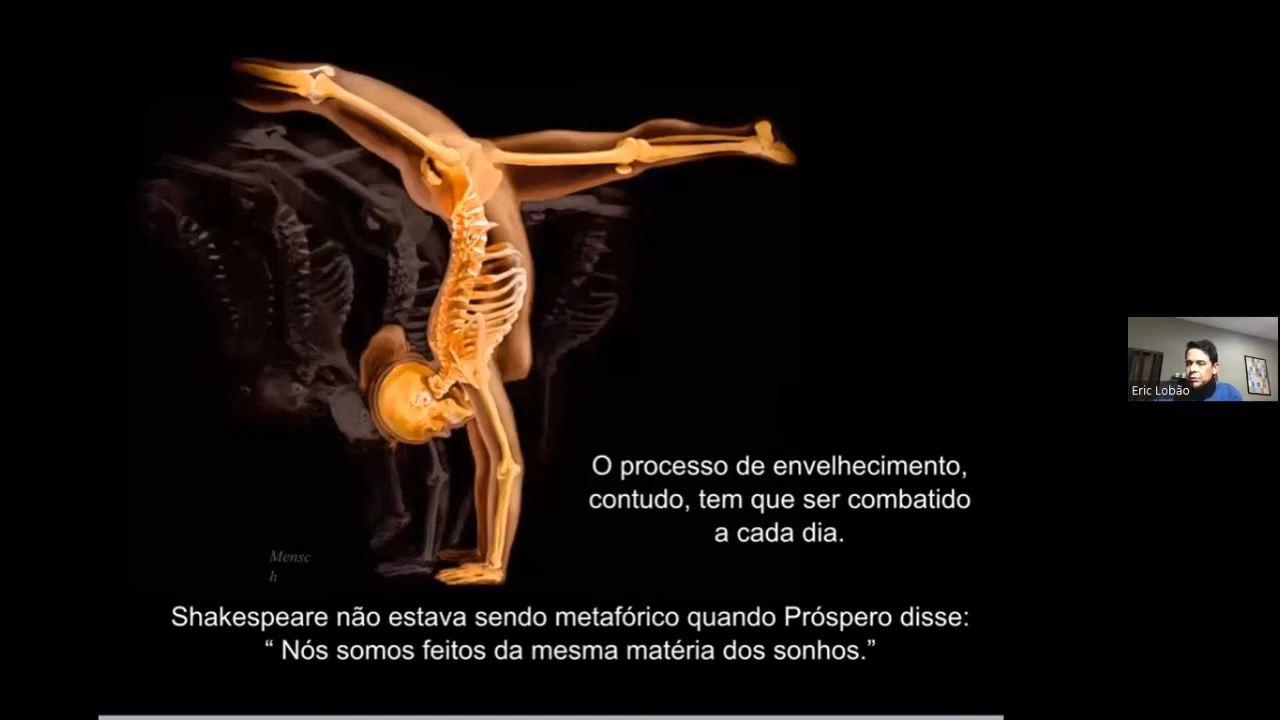 O processo de envelhecimento,
contudo, tem que ser combatido
a cada dia.
Mensc
h
Shakespeare não estava sendo metafórico quando Próspero disse:
“ Nós somos feitos da mesma matéria dos sonhos.”
Eric Lobão